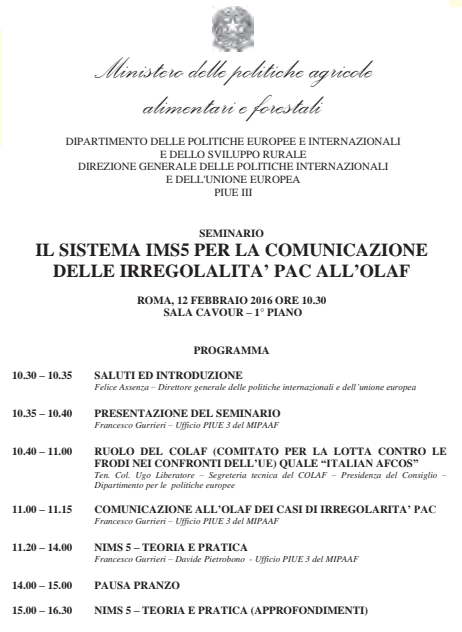 Ministero delle politiche agricole
alimentari e forestali
DIPARTIMENTO DELLE POLITICHE EUROPEE E INTERNAZIONALI
E DELLO SVILUPPO RURALE
DIREZIONE GENERALE DELLE POLITICHE INTERNAZIONALI
E DELL'UNIONE EUROPEA
PIUE III
SEMINARIO
IL SISTEMA IMS5 PER LA COMUNICAZIONE
DELLE IRREGOLALITA' PAC ALL'OLAF
ROMA, 12 FEBBRAIO 2016 ORE 10.30
SALA CAVOUR – 1° PIANO
PROGRAMMA
10.30 – 10.35 SALUTI ED INTRODUZIONE
Felice Assenza – Direttore generale delle politiche internazionali e dell'unione europea
10.35 – 10.40 PRESENTAZIONE DEL SEMINARIO
Francesco Gurrieri – Ufficio PIUE 3 del MIPAAF
10.40 – 11.00 RUOLO DEL COLAF (COMITATO PER LA LOTTA CONTRO LE
FRODI NEI CONFRONTI DELL'UE) QUALE “ITALIAN AFCOS”
Ten. Col. Ugo Liberatore – Segreteria tecnica del COLAF – Presidenza del Consiglio –
Dipartimento per le politiche europee
11.00 – 11.15 COMUNICAZIONE ALL'OLAF DEI CASI DI IRREGOLARITA' PAC
Francesco Gurrieri – Ufficio PIUE 3 del MIPAAF
11.20 – 14.00 NIMS 5 – TEORIA E PRATICA
Francesco Gurrieri – Davide Pietrobono - Ufficio PIUE 3 del MIPAAF
14.00 – 15.00 PAUSA PRANZO
15.00 – 16.30 NIMS 5 – TEORIA E PRATICA (APPROFONDIMENTI)